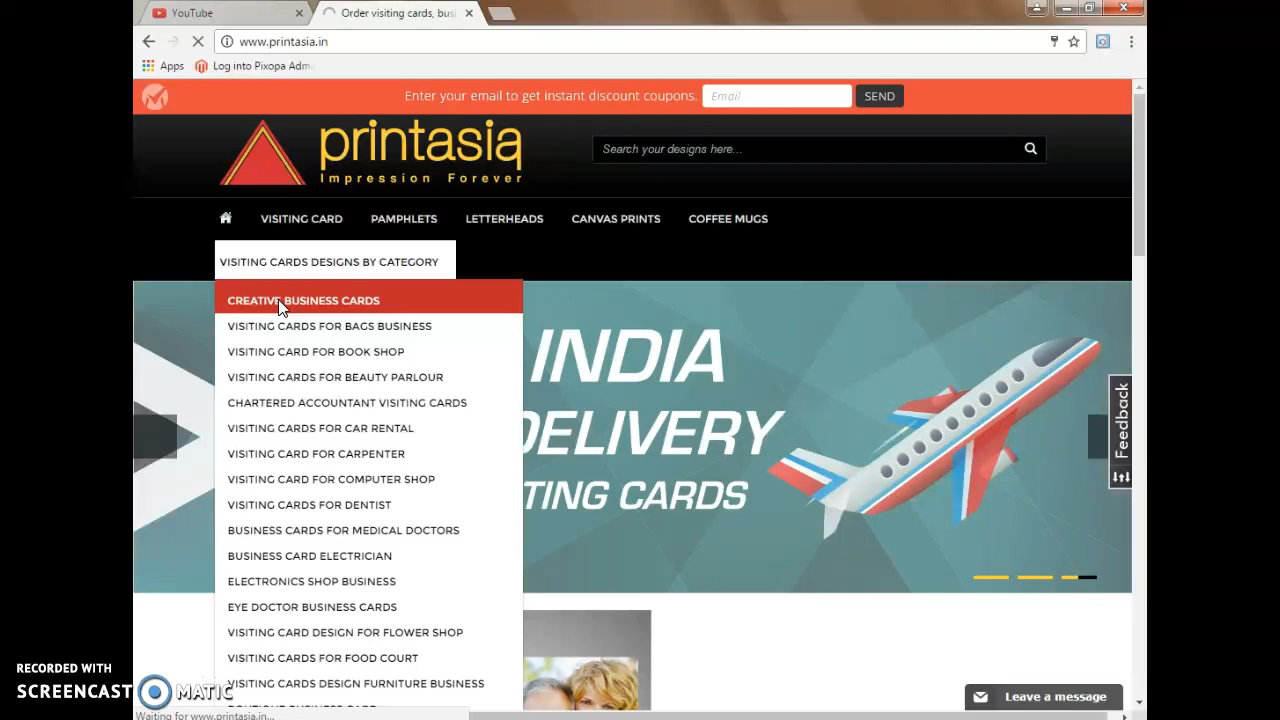 YouTube
Order visiting cards, bus
www.printasia.in
Apps
Log into Pixopa Adm
Enter your email to get instant discount coupons.
Email
SEND
printasia
Impression Forever
Search your designs here...
VISITING CARD
PAMPHLETS
LETTERHEADS
CANVAS PRINTS
COFFEE MUGS
VISITING CARDS DESIGNS BY CATEGORY
CREATIVE BUSINESS CARDS
VISITING CARDS FOR BAGS BUSINESS
VISITING CARD FOR BOOK SHOP
VISITING CARDS FOR BEAUTY PARLOUR
CHARTERED ACCOUNTANT VISITING CARDS
VISITING CARDS FOR CAR RENTAL
VISITING CARD FOR CARPENTER
VISITING CARD FOR COMPUTER SHOP
VISITING CARDS FOR DENTIST
BUSINESS CARDS FOR MEDICAL DOCTORS
BUSINESS CARD ELECTRICIAN
ELECTRONICS SHOP BUSINESS
EYE DOCTOR BUSINESS CARDS
VISITING CARD DESIGN FOR FLOWER SHOP
VISITING CARDS FOR FOOD COURT
VISITING CARDS DESIGN FURNITURE BUSINESS
INDIA
DELIVERY
TING CARDS
Feedback
Leave a message
RECORDED WITH
SCREENCAST MATIC
Waiting for www.printasia.in...